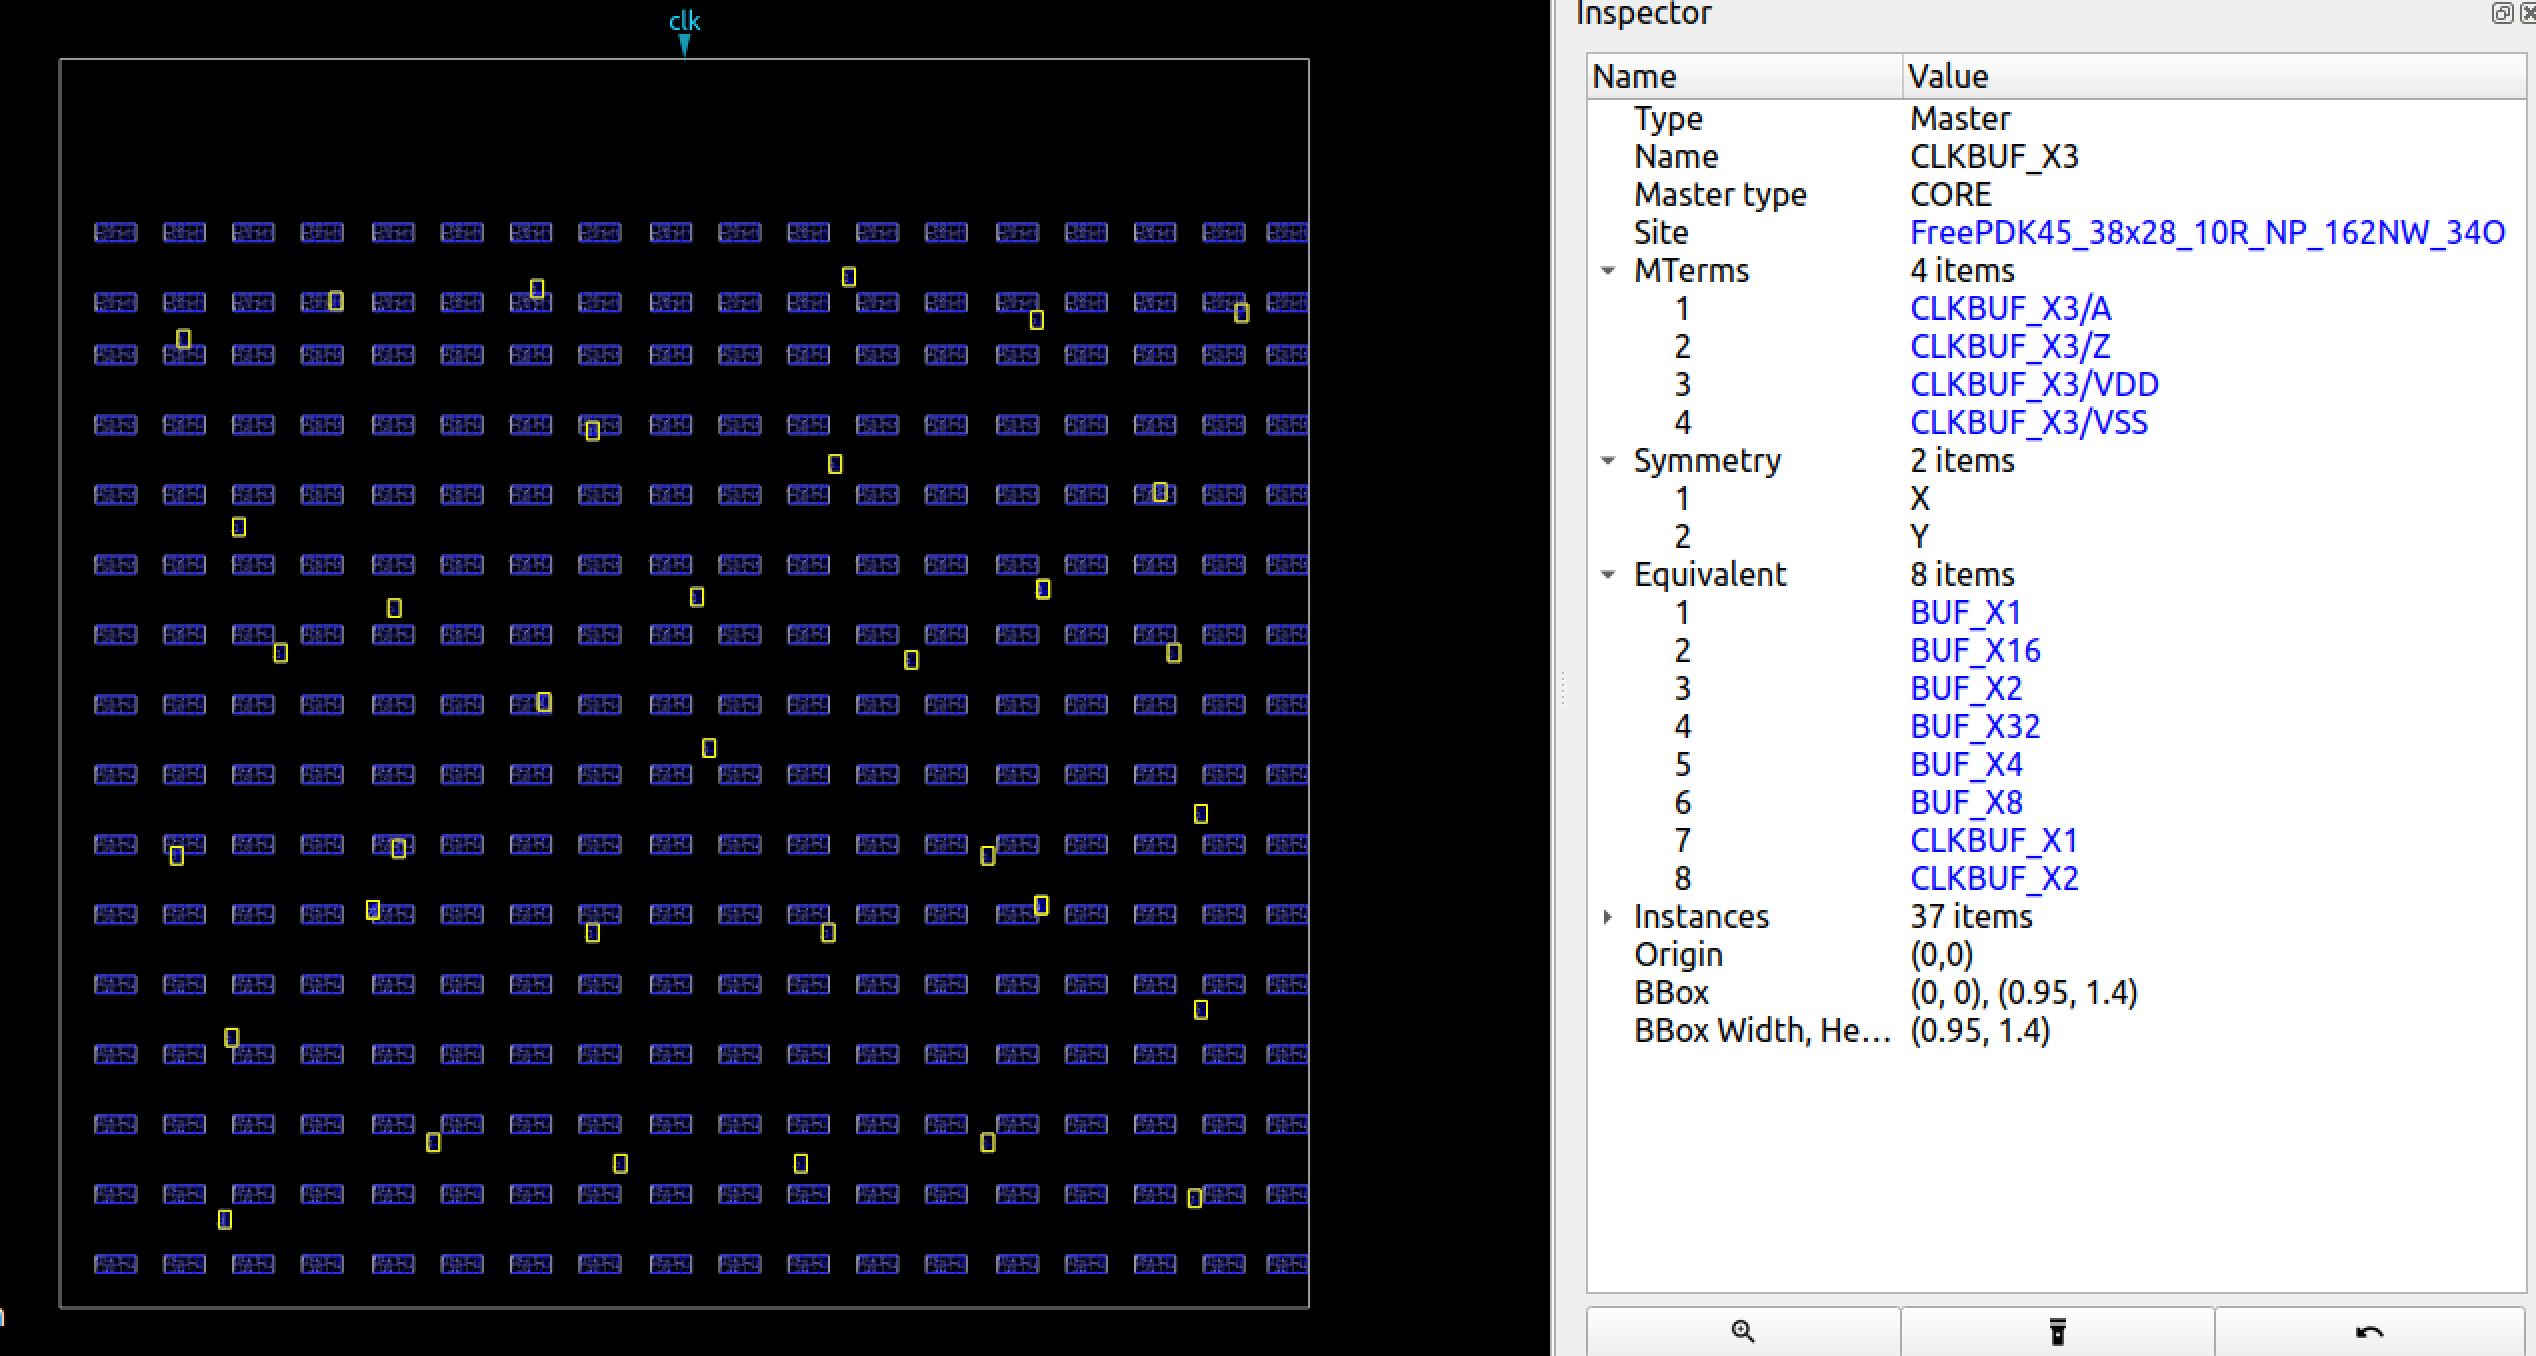 clk
Inspector
Name Value
Type Master
Name CLKBUF_X3
Master type CORE
Site FreePDK45_38x28_10R_NP_162NW_34O
MTerms 4 items
1 CLKBUF_X3/A
2 CLKBUF_X3/Z
3 CLKBUF_X3/VDD
4 CLKBUF_X3/VSS
Symmetry 2 items
1 X
2 Y
Equivalent 8 items
1 BUF_X1
2 BUF_X16
3 BUF_X2
4 BUF_X32
5 BUF_X4
6 BUF_X8
7 CLKBUF_X1
8 CLKBUF_X2
Instances 37 items
Origin (0,0)
BBox (0, 0), (0.95, 1.4)
BBox Width, He... (0.95, 1.4)